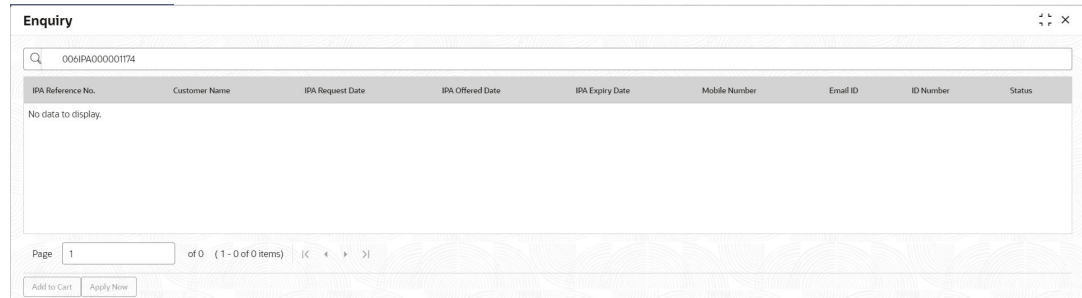 Enquiry
006IPA000001174
IPA Reference No. Customer Name IPA Request Date IPA Offered Date IPA Expiry Date Mobile Number Email ID ID Number Status
No data to display.
Page 1 of 0 ( 1 - 0 of 0 items)
Add to Cart Apply Now